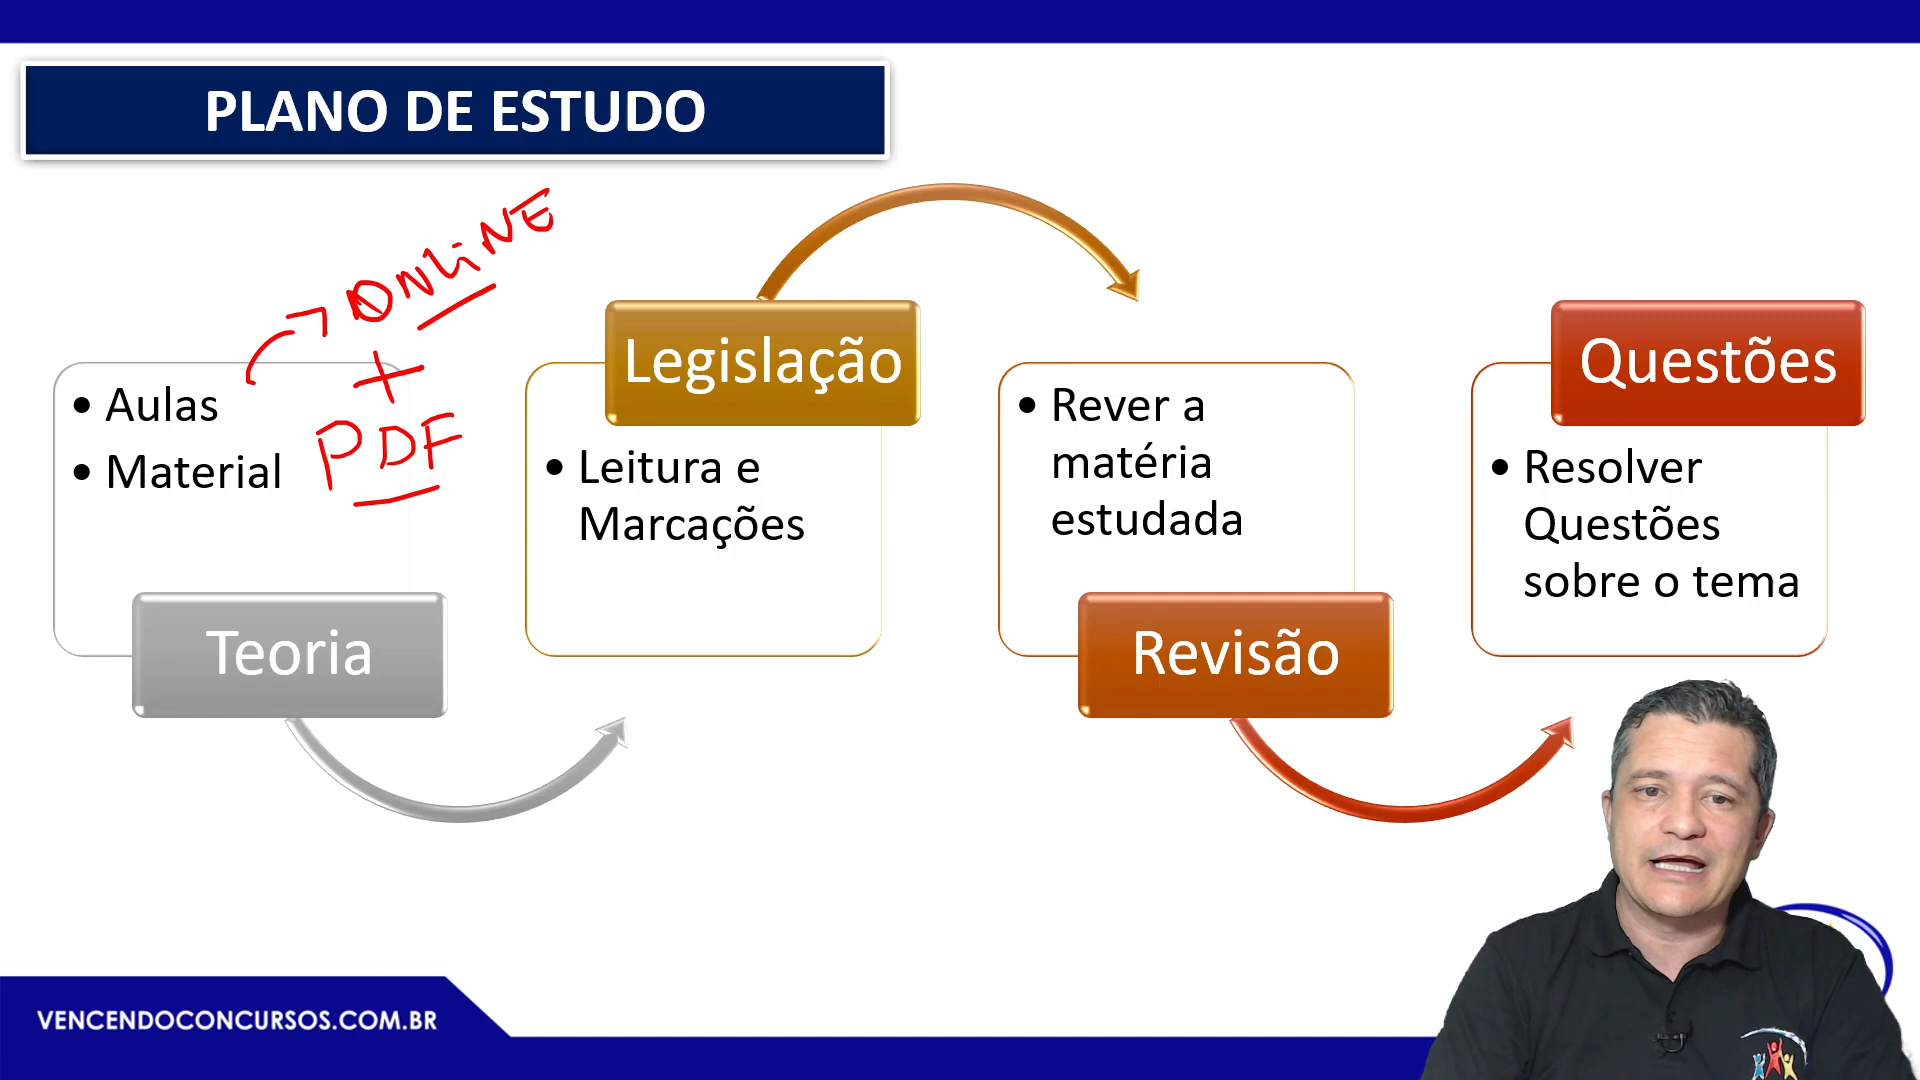 PLANO DE ESTUDO
ONLiNE
+
PDF
• Aulas
• Material
Teoria
Legislação
• Leitura e
Marcações
• Rever a
matéria
estudada
Revisão
Questões
• Resolver
Questões
sobre o tema
VENCENDOCONCURSOS.COM.BR